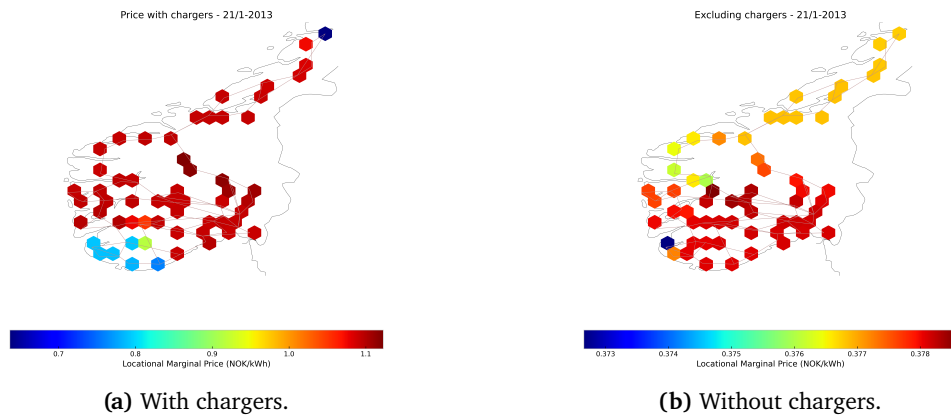 Price with chargers - 21/1-2013
0.7 0.8 0.9 1.0 1.1
Locational Marginal Price (NOK/kWh)
(a) With chargers.
Excluding chargers - 21/1-2013
0.373 0.374 0.375 0.376 0.377 0.378
Locational Marginal Price (NOK/kWh)
(b) Without chargers.